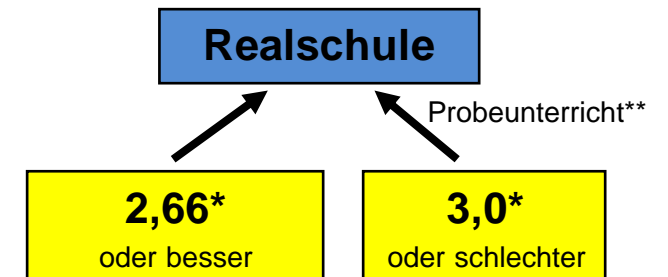 Realschule
Probeunterricht**
2,66*
oder besser
3,0*
oder schlechter